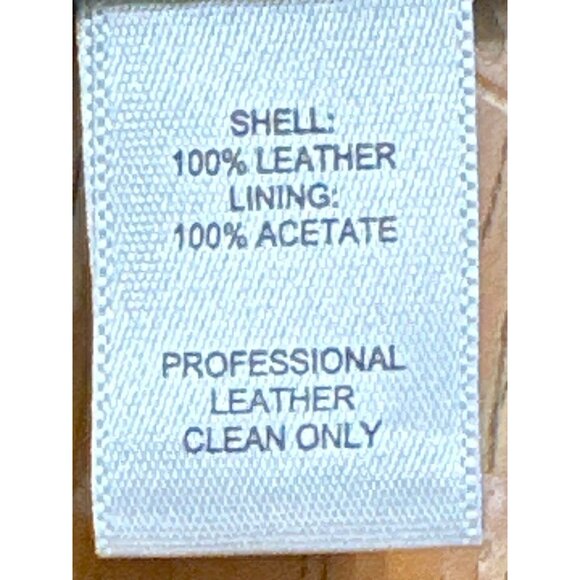 SHELL:
100% LEATHER
LINING:
100% ACETATE
PROFESSIONAL
LEATHER
CLEAN ONLY